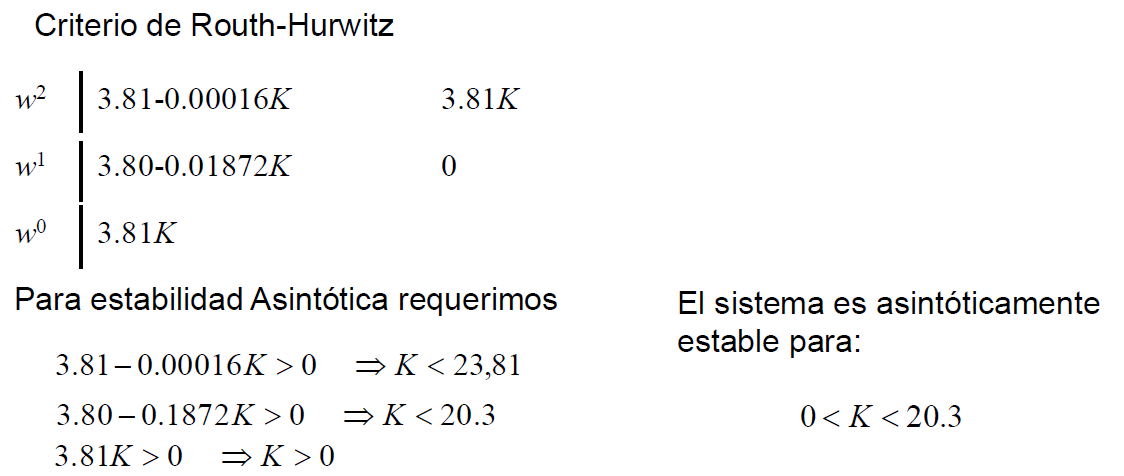 Criterio de Routh-Hurwitz
w² 3.81-0.00016K 3.81K
w¹ 3.80-0.01872K 0
w⁰ 3.81K
Para estabilidad Asintótica requerimos
3.81−0.00016K > 0 ⇒ K < 23,81
3.80−0.1872K > 0 ⇒ K < 20.3
3.81K > 0 ⇒ K > 0
El sistema es asintóticamente
estable para:
0 < K < 20.3